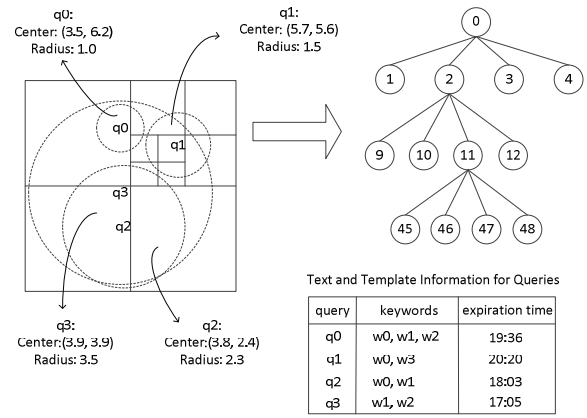 q0:
Center: (3.5, 6.2)
Radius: 1.0
q1:
Center: (5.7, 5.6)
Radius: 1.5
q0
q1
q3
q2
q3:
Center:(3.9, 3.9)
Radius: 3.5
q2:
Center: (3.8, 2.4)
Radius: 2.3
0
1 2 3 4
9 10 11 12
45 46 47 48
Text and Template Information for Queries
query keywords expiration time
q0 w0, w1, w2 19:36
q1 w0, w3 20:20
q2 w0, w1 18:03
q3 w1, w2 17:05